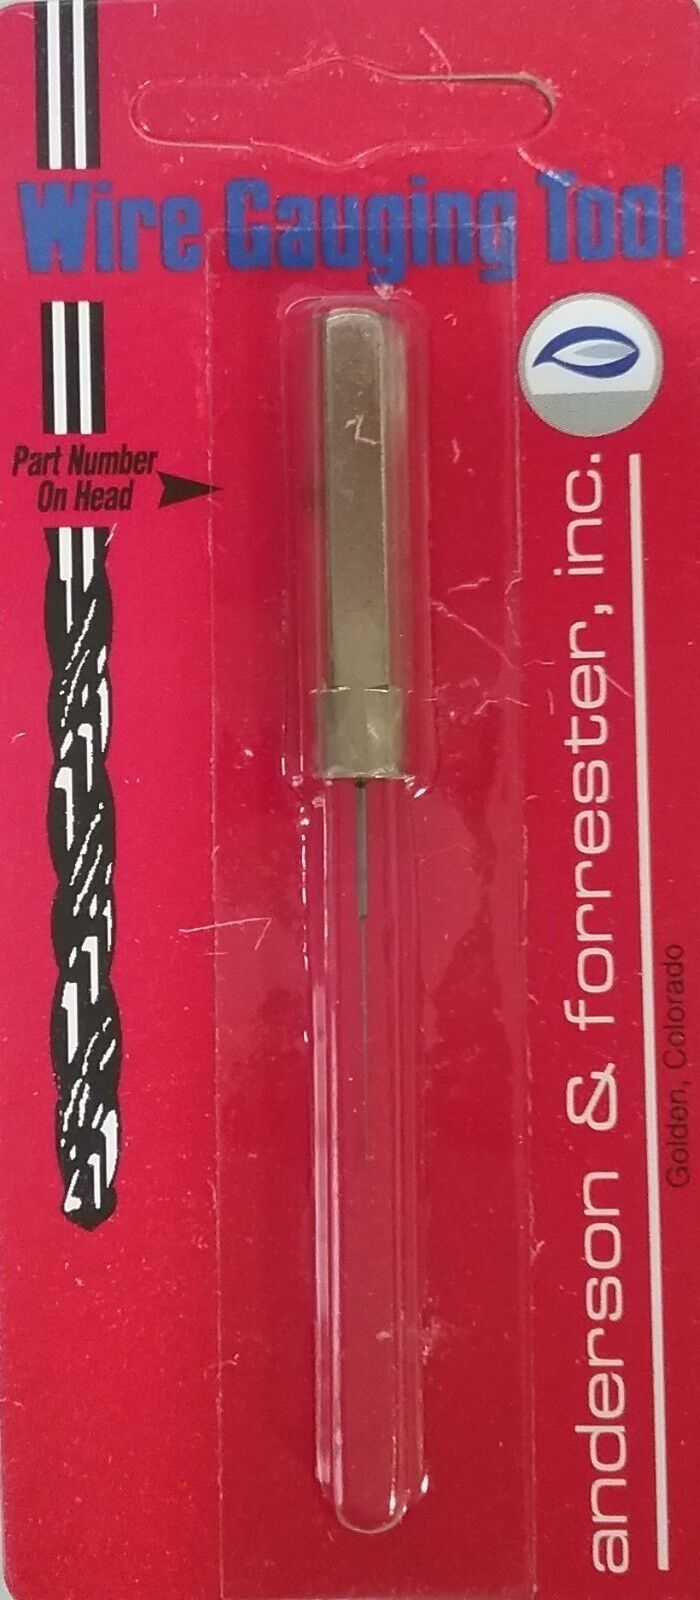 Wire Gauging Tool
Part Number
On Head
anderson & forrester, inc.
Golden, Colorado